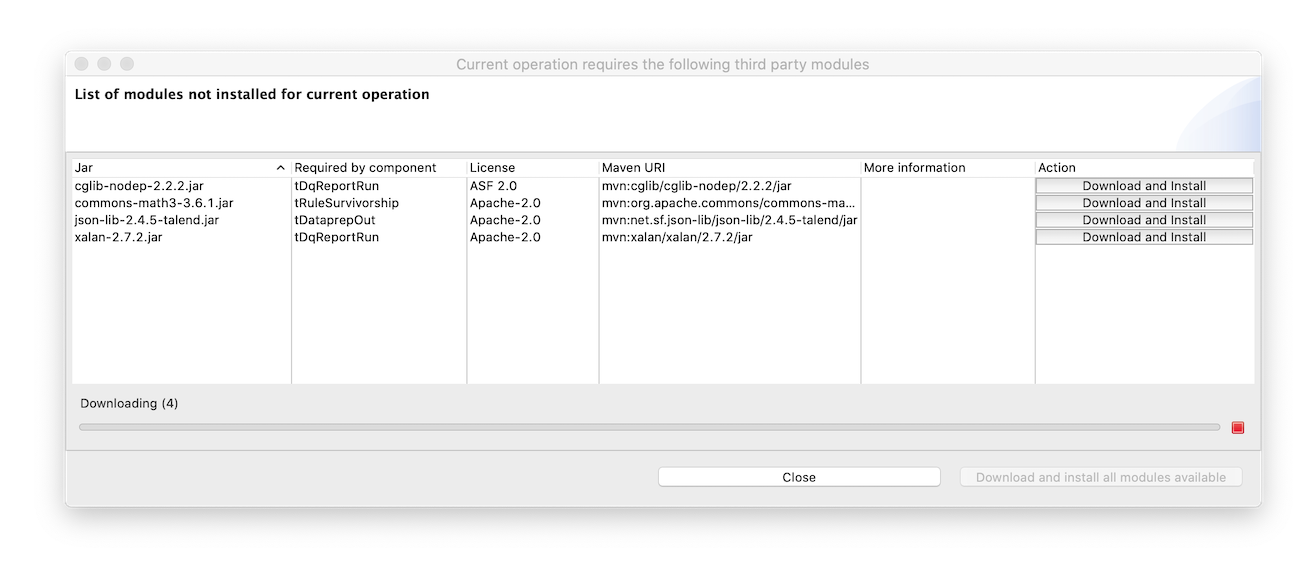 Current operation requires the following third party modules
List of modules not installed for current operation
Jar Required by component License Maven URI More information Action
cglib-nodep-2.2.2.jar tDqReportRun ASF 2.0 mvn:cglib/cglib-nodep/2.2.2/jar Download and Install
commons-math3-3.6.1.jar tRuleSurvivorship Apache-2.0 mvn:org.apache.commons/commons-ma... Download and Install
json-lib-2.4.5-talend.jar tDataprepOut Apache-2.0 mvn:net.sf.json-lib/json-lib/2.4.5-talend/jar Download and Install
xalan-2.7.2.jar tDqReportRun Apache-2.0 mvn:xalan/xalan/2.7.2/jar Download and Install
Downloading (4)
Close Download and install all modules available